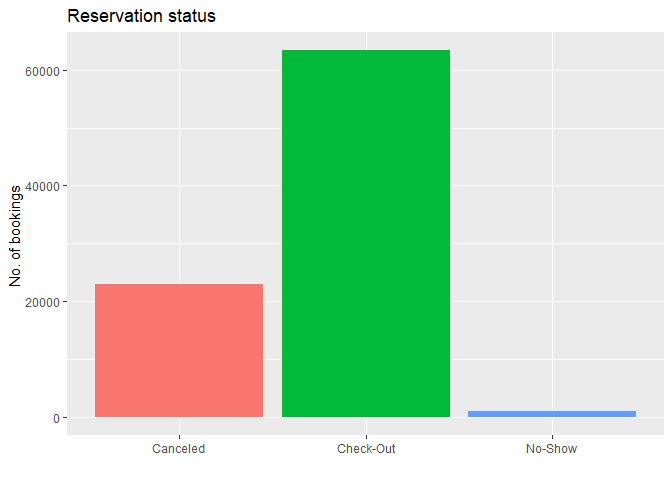 Reservation status
No. of bookings
60000
40000
20000
0
Canceled Check-Out No-Show